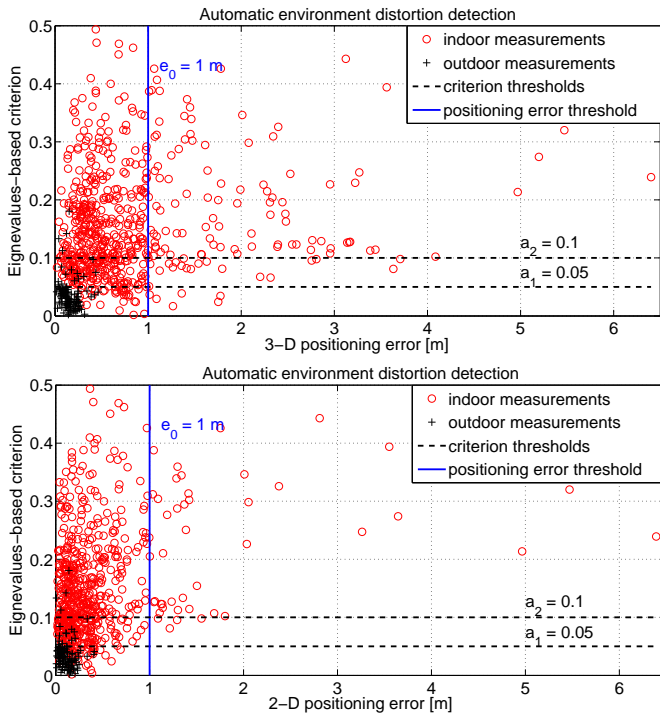 Automatic environment distortion detection
Eignevalues-based criterion
0.5
0.4
0.3
0.2
0.1
0
e0 = 1 m
indoor measurements
outdoor measurements
criterion thresholds
positioning error threshold
a2 = 0.1
a1 = 0.05
0 1 2 3 4 5 6
3-D positioning error [m]
Automatic environment distortion detection
Eignevalues-based criterion
0.5
0.4
0.3
0.2
0.1
0
e0 = 1 m
indoor measurements
outdoor measurements
criterion thresholds
positioning error threshold
a2 = 0.1
a1 = 0.05
0 1 2 3 4 5 6
2-D positioning error [m]